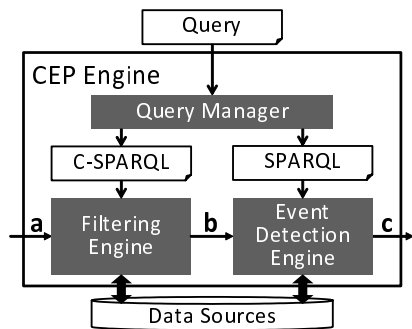 Query
CEP Engine
Query Manager
C-SPARQL
SPARQL
a
Filtering
Engine
b
Event
Detection
Engine
c
Data Sources